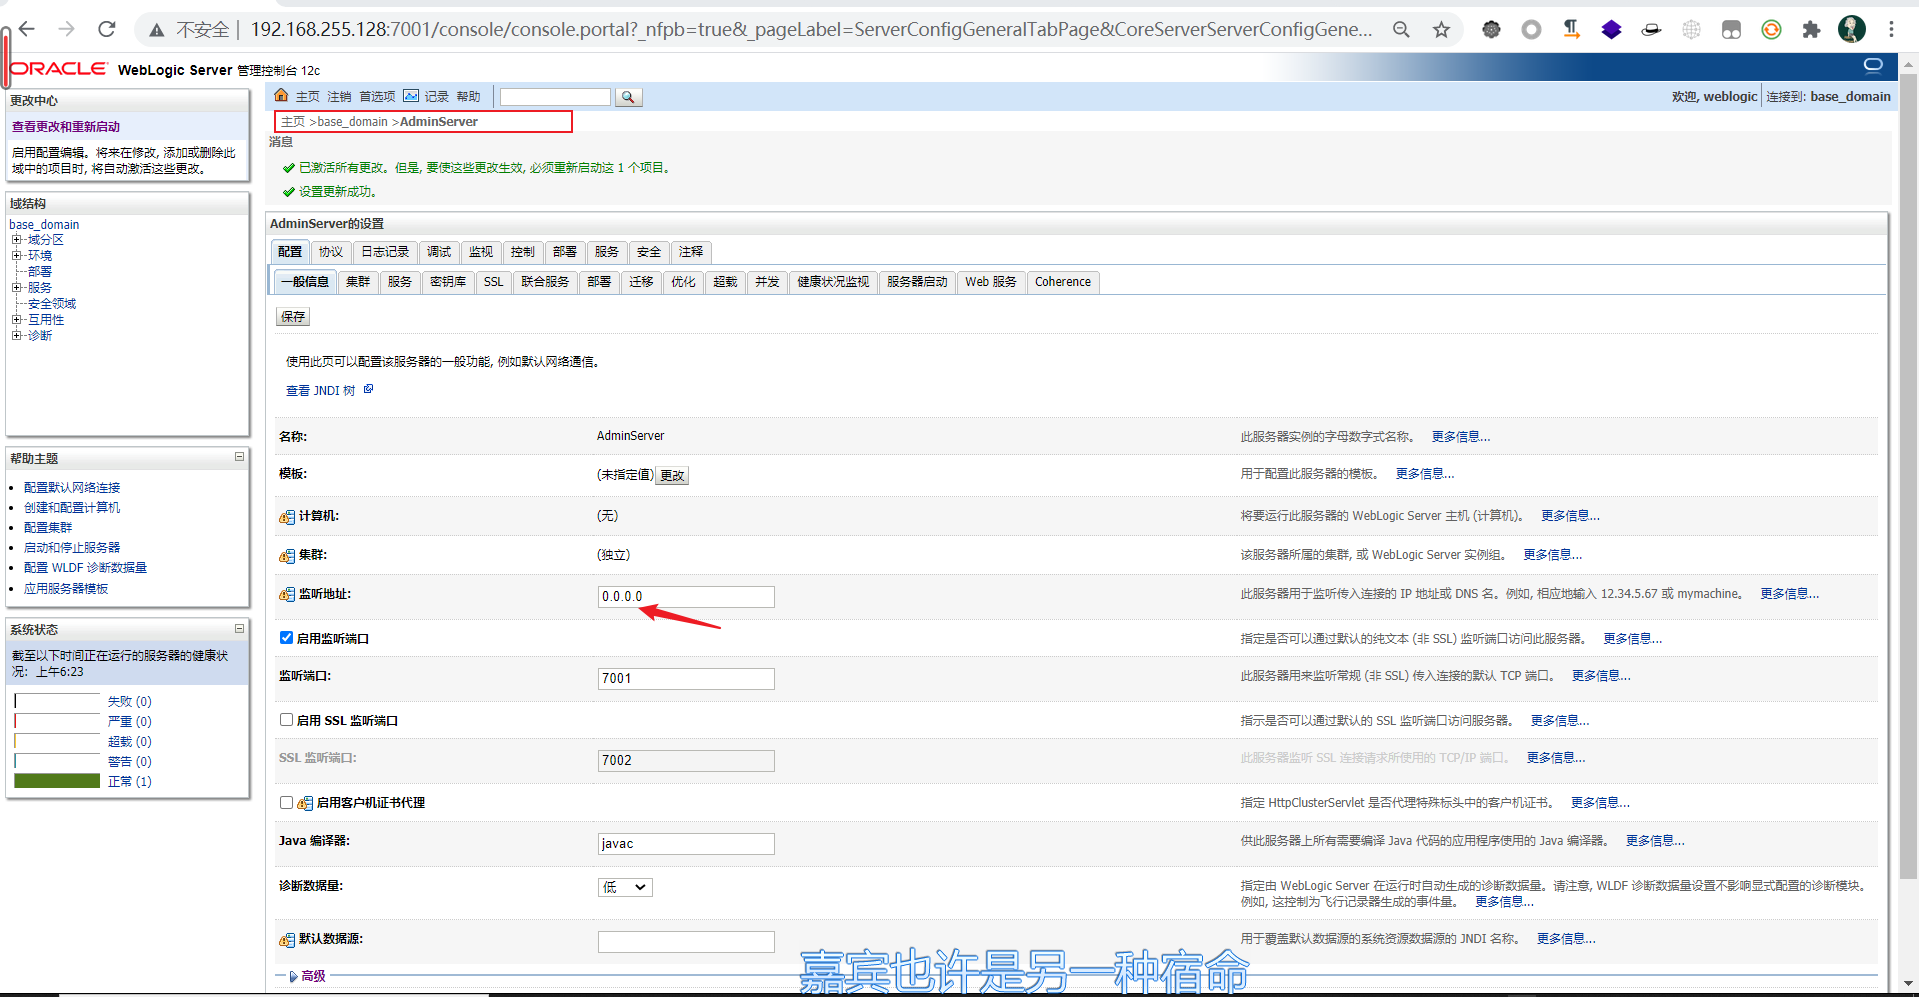 不安全 | 192.168.255.128:7001/console/console.portal?_nfpb=true&_pageLabel=ServerConfigGeneralTabPage&CoreServerServerConfigGene...
ORACLE WebLogic Server 管理控制台 12c
更改中心
查看更改和重新启动
启用配置编辑。将来在修改, 添加或删除此
域中的项目时, 将自动激活这些更改。
域结构
base_domain
域分区
环境
部署
服务
安全领域
互用性
诊断
帮助主题
配置默认网络连接
创建和配置计算机
配置集群
启动和停止服务器
配置 WLDF 诊断数据量
应用服务器模板
系统状态
截至以下时间正在运行的服务器的健康状
况: 上午6:23
失败 (0)
严重 (0)
超载 (0)
警告 (0)
正常 (1)
主页 注销 首选项 记录 帮助
欢迎, weblogic 连接到: base_domain
主页 >base_domain >AdminServer
消息
已激活所有更改。但是, 要使这些更改生效, 必须重新启动这 1 个项目。
设置更新成功。
AdminServer的设置
配置 协议 日志记录 调试 监视 控制 部署 服务 安全 注释
一般信息 集群 服务 密钥库 SSL 联合服务 部署 迁移 优化 超载 并发 健康状况监视 服务器启动 Web 服务 Coherence
保存
使用此页可以配置该服务器的一般功能, 例如默认网络通信。
查看 JNDI 树
名称: AdminServer 此服务器实例的字母数字式名称。 更多信息...
模板: (未指定值) 更改 用于配置此服务器的模板。 更多信息...
计算机: (无) 将要运行此服务器的 WebLogic Server 主机 (计算机)。 更多信息...
集群: (独立) 该服务器所属的集群, 或 WebLogic Server 实例组。 更多信息...
监听地址: 0.0.0.0 此服务器用于监听传入连接的 IP 地址或 DNS 名。例如, 相应地输入 12.34.5.67 或 mymachine。 更多信息...
启用监听端口 指定是否可以通过默认的纯文本 (非 SSL) 监听端口访问此服务器。 更多信息...
监听端口: 7001 此服务器用来监听常规 (非 SSL) 传入连接的默认 TCP 端口。 更多信息...
启用 SSL 监听端口 指示是否可以通过默认的 SSL 监听端口访问服务器。 更多信息...
SSL 监听端口: 7002 此服务器监听 SSL 连接请求所使用的 TCP/IP 端口。 更多信息...
启用客户机证书代理 指定 HttpClusterServlet 是否代理特殊标头中的客户机证书。 更多信息...
Java 编译器: javac 供此服务器上所有需要编译 Java 代码的应用程序使用的 Java 编译器。 更多信息...
诊断数据量: 低 指定由 WebLogic Server 在运行时自动生成的诊断数据量。请注意, WLDF 诊断数据量设置不影响显式配置的诊断模块。
例如, 这控制为飞行记录器生成的事件量。 更多信息...
默认数据源: 用于覆盖默认数据源的系统资源数据源的 JNDI 名称。 更多信息...
高级
嘉宾也许是另一种宿命